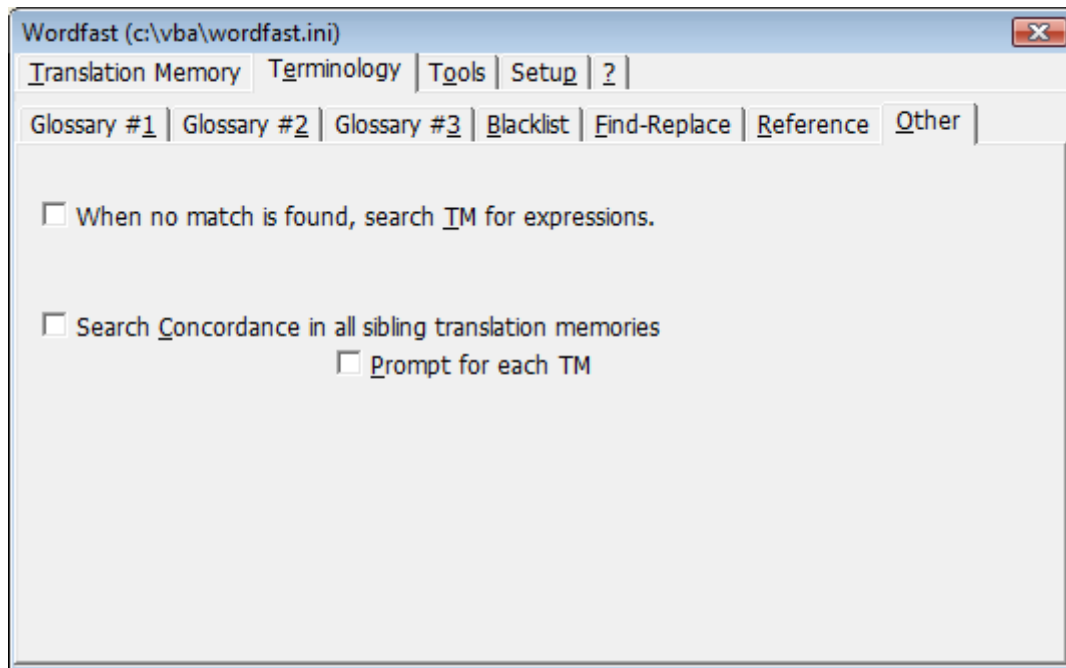 Wordfast (c:\vba\wordfast.ini)
Translation Memory Terminology Tools Setup ?
Glossary #1 Glossary #2 Glossary #3 Blacklist Find-Replace Reference Other
When no match is found, search TM for expressions.
Search Concordance in all sibling translation memories
Prompt for each TM